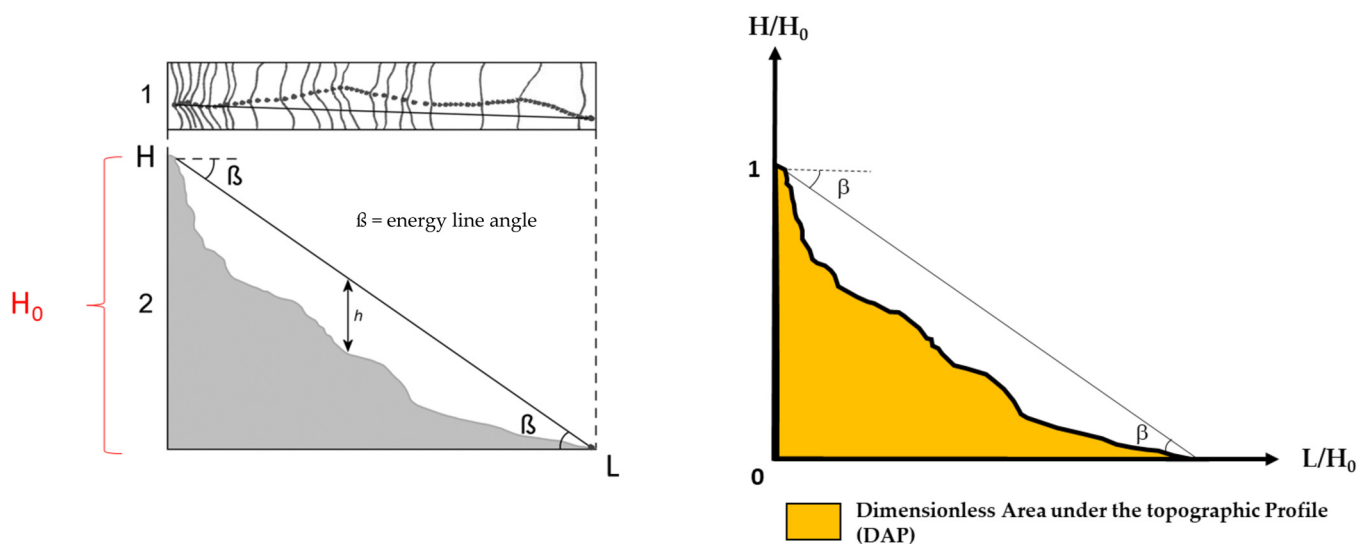 1
H
ß
ß = energy line angle
H₀
2
h
ß
L
H/H₀
1
β
β
0
L/H₀
Dimensionless Area under the topographic Profile
(DAP)